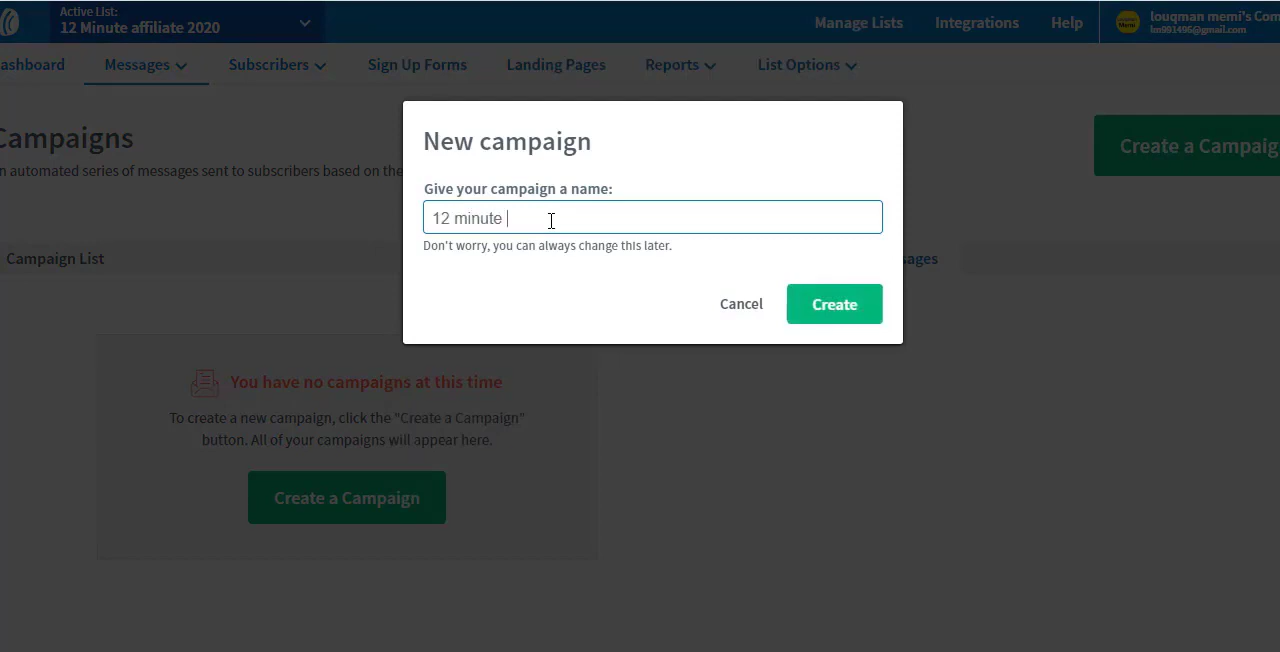 Active List:
12 Minute affiliate 2020
Manage Lists
Integrations
Help
louqman memi's Com
lm991496@gmail.com
ashboard
Messages
Subscribers
Sign Up Forms
Landing Pages
Reports
List Options
Campaigns
n automated series of messages sent to subscribers based on the
Create a Campaig
New campaign
Give your campaign a name:
12 minute
Don't worry, you can always change this later.
Cancel
Create
Campaign List
sages
You have no campaigns at this time
To create a new campaign, click the "Create a Campaign"
button. All of your campaigns will appear here.
Create a Campaign